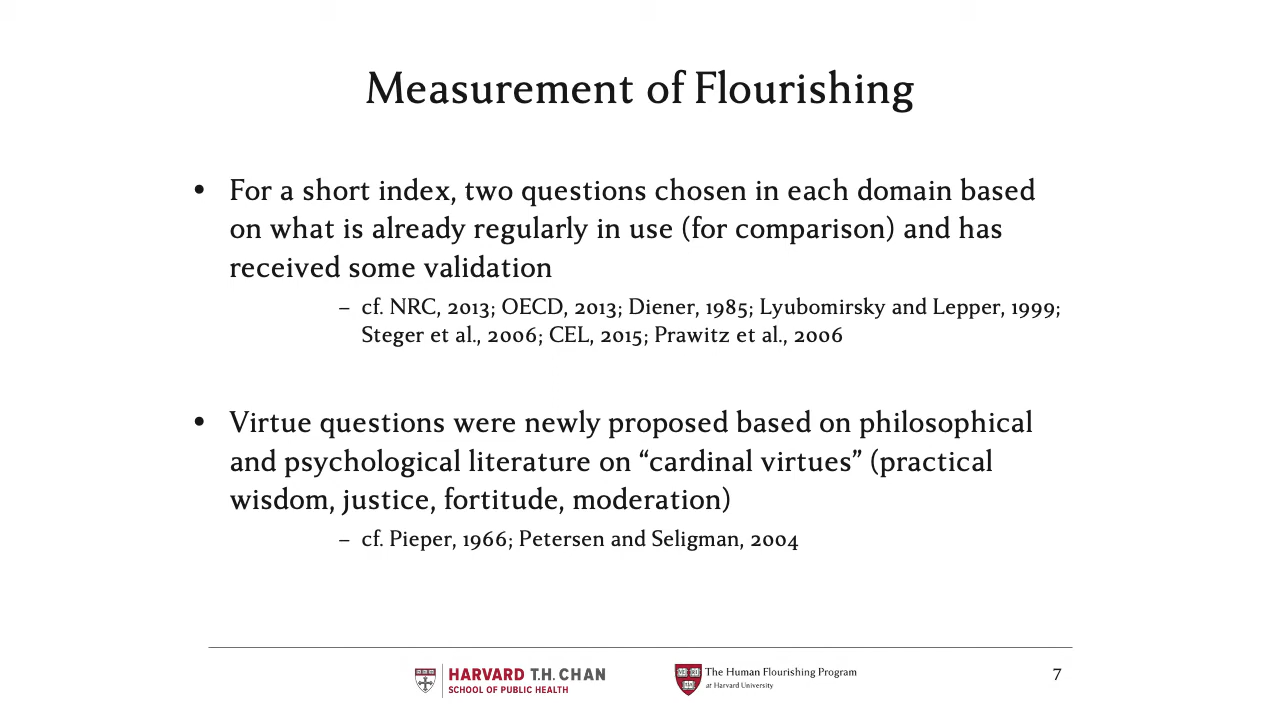 Measurement of Flourishing
• For a short index, two questions chosen in each domain based
on what is already regularly in use (for comparison) and has
received some validation
– cf. NRC, 2013; OECD, 2013; Diener, 1985; Lyubomirsky and Lepper, 1999;
Steger et al., 2006; CEL, 2015; Prawitz et al., 2006
• Virtue questions were newly proposed based on philosophical
and psychological literature on “cardinal virtues” (practical
wisdom, justice, fortitude, moderation)
– cf. Pieper, 1966; Petersen and Seligman, 2004
HARVARD T.H. CHAN
SCHOOL OF PUBLIC HEALTH
The Human Flourishing Program
at Harvard University
7